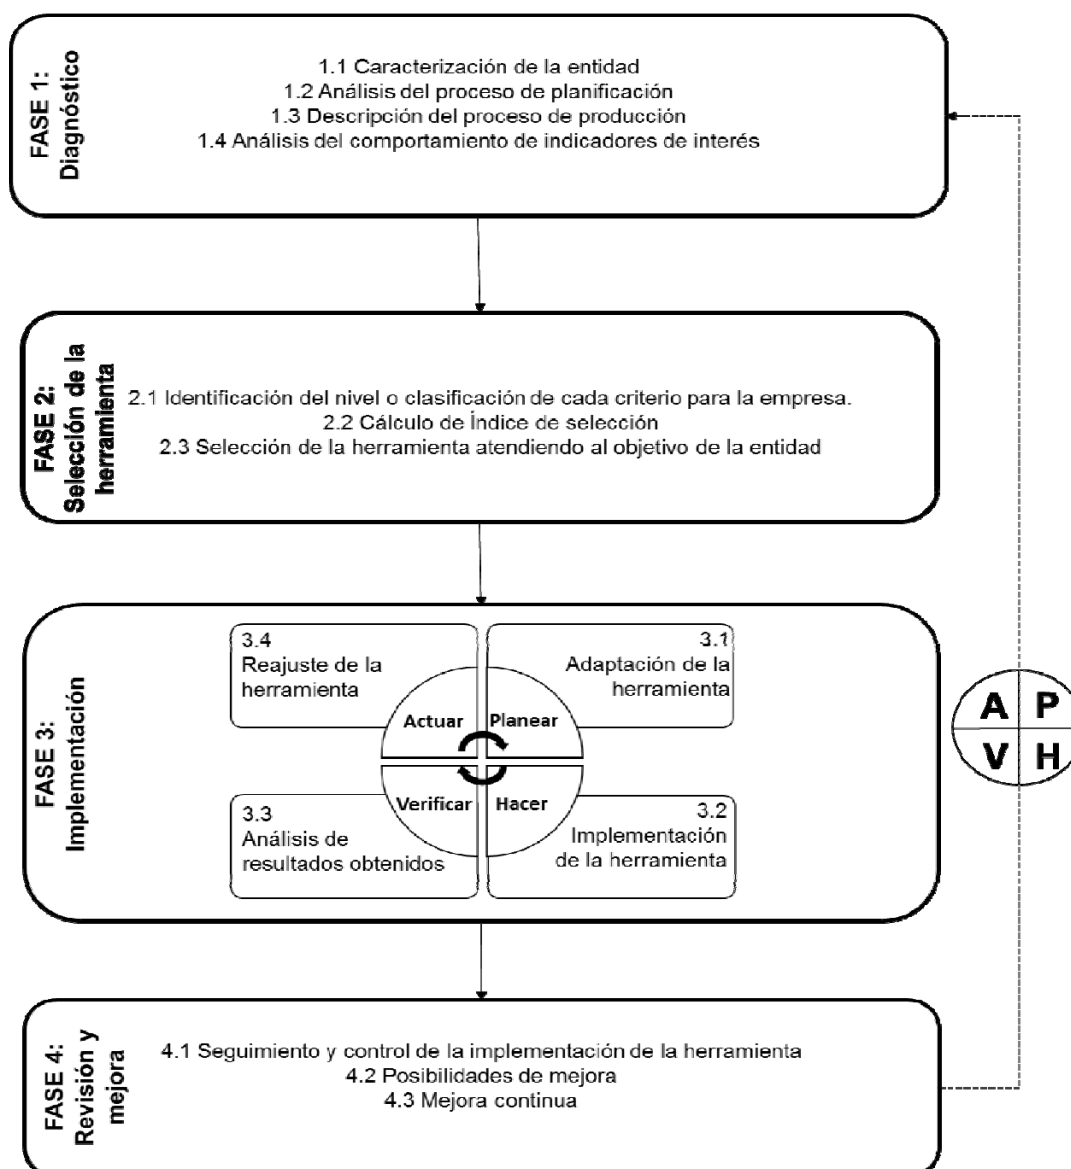 FASE 1:
Diagnóstico
1.1 Caracterización de la entidad
1.2 Análisis del proceso de planificación
1.3 Descripción del proceso de producción
1.4 Análisis del comportamiento de indicadores de interés
FASE 2:
Selección de la
herramienta
2.1 Identificación del nivel o clasificación de cada criterio para la empresa.
2.2 Cálculo de Índice de selección
2.3 Selección de la herramienta atendiendo al objetivo de la entidad
FASE 3:
Implementación
3.4
Reajuste de la
herramienta
3.1
Adaptación de la
herramienta
Actuar
Planear
Verificar
Hacer
3.3
Análisis de
resultados obtenidos
3.2
Implementación
de la herramienta
A P
V H
FASE 4:
Revisión y
mejora
4.1 Seguimiento y control de la implementación de la herramienta
4.2 Posibilidades de mejora
4.3 Mejora continua